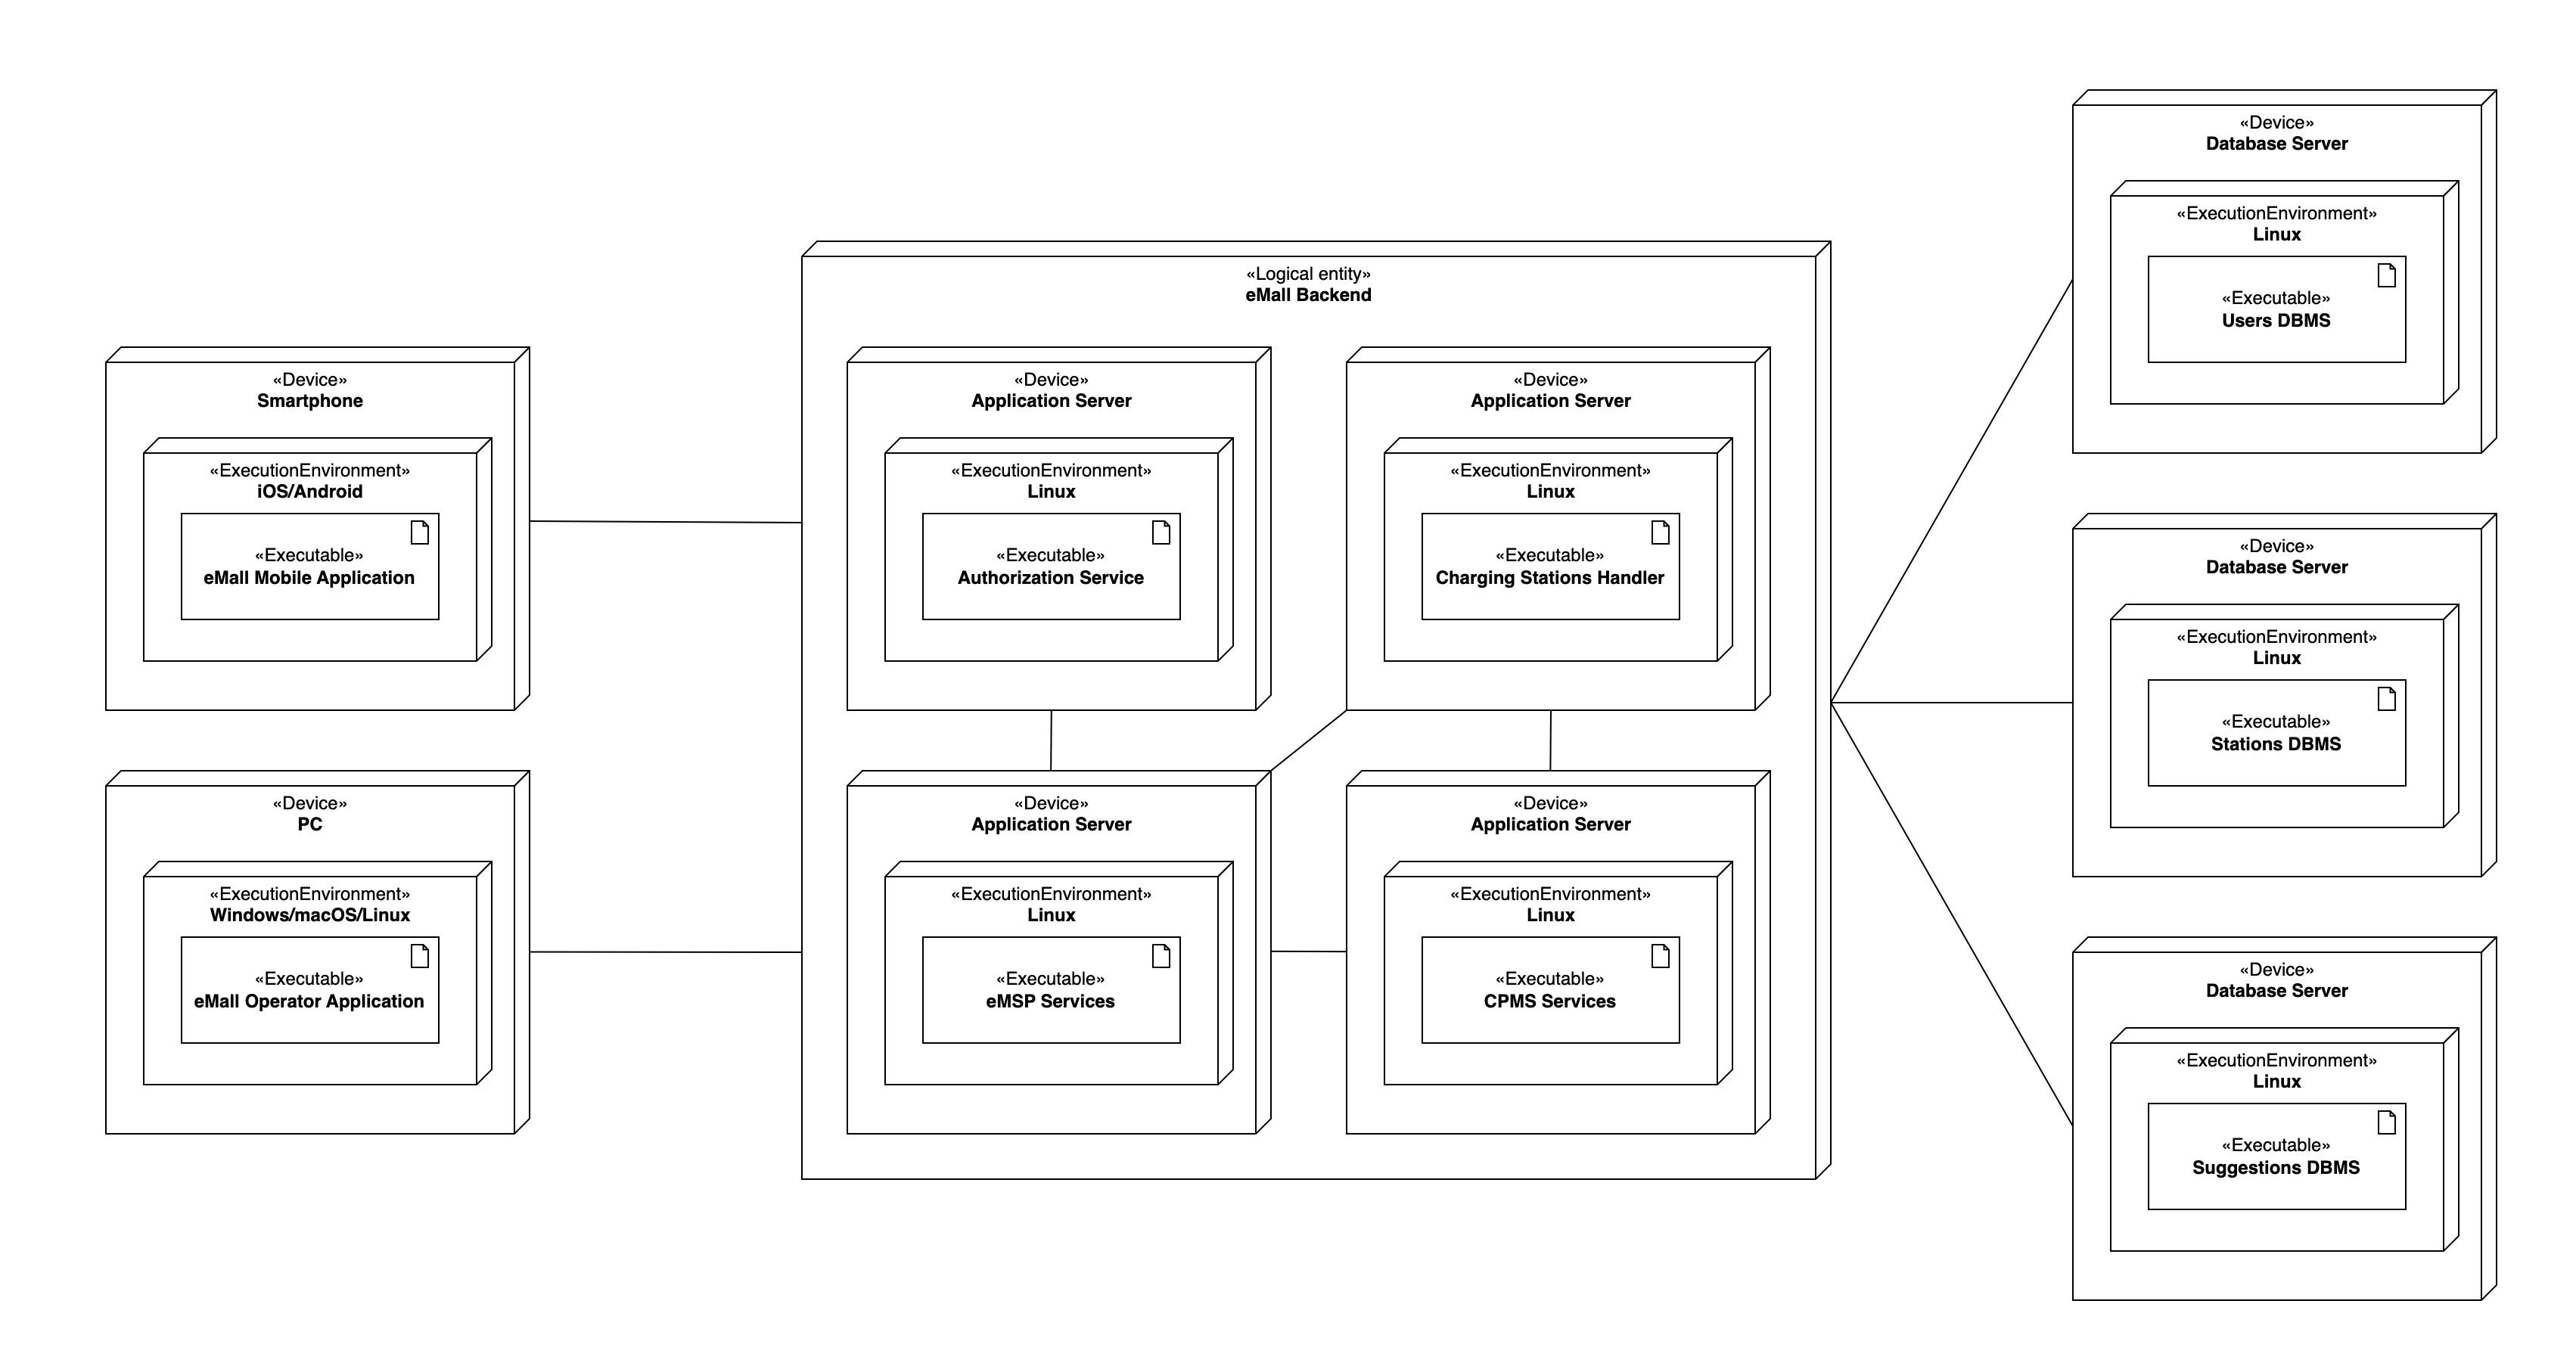 «Device»
Smartphone
«ExecutionEnvironment»
iOS/Android
«Executable»
eMall Mobile Application
«Device»
PC
«ExecutionEnvironment»
Windows/macOS/Linux
«Executable»
eMall Operator Application
«Logical entity»
eMall Backend
«Device»
Application Server
«ExecutionEnvironment»
Linux
«Executable»
Authorization Service
«Device»
Application Server
«ExecutionEnvironment»
Linux
«Executable»
Charging Stations Handler
«Device»
Application Server
«ExecutionEnvironment»
Linux
«Executable»
eMSP Services
«Device»
Application Server
«ExecutionEnvironment»
Linux
«Executable»
CPMS Services
«Device»
Database Server
«ExecutionEnvironment»
Linux
«Executable»
Users DBMS
«Device»
Database Server
«ExecutionEnvironment»
Linux
«Executable»
Stations DBMS
«Device»
Database Server
«ExecutionEnvironment»
Linux
«Executable»
Suggestions DBMS